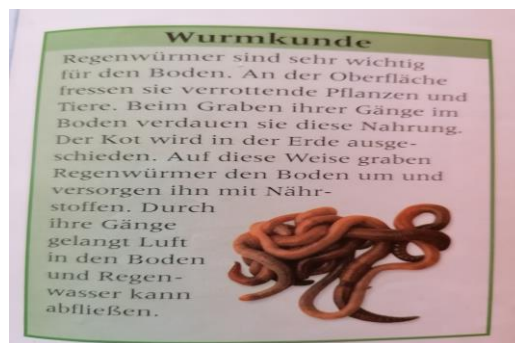 Wurmkunde
Regenwürmer sind sehr wichtig
für den Boden. An der Oberfläche
fressen sie verrottende Pflanzen und
Tiere. Beim Graben ihrer Gänge im
Boden verdauen sie diese Nahrung.
Der Kot wird in der Erde ausge-
schieden. Auf diese Weise graben
Regenwürmer den Boden um und
versorgen ihn mit Nähr-
stoffen. Durch
ihre Gänge
gelangt Luft
in den Boden
und Regen-
wasser kann
abfließen.